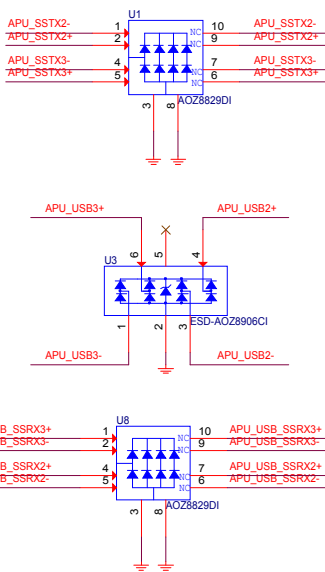 U1
APU_SSTX2- 1 NC 10 APU_SSTX2-
APU_SSTX2+ 2 9 APU_SSTX2+
APU_SSTX3- 4 NC 7 APU_SSTX3-
APU_SSTX3+ 5 NC 6 APU_SSTX3+
3 8 AOZ8829DI
APU_USB3+ APU_USB2+
6 5 4
U3
ESD-AOZ8906CI
1 2 3
APU_USB3- APU_USB2-
U8
B_SSRX3+ 1 10 APU_USB_SSRX3+
B_SSRX3- 2 NC 9 APU_USB_SSRX3-
B_SSRX2+ 4 7 APU_USB_SSRX2+
B_SSRX2- 5 NC NC 6 APU_USB_SSRX2-
3 8 AOZ8829DI